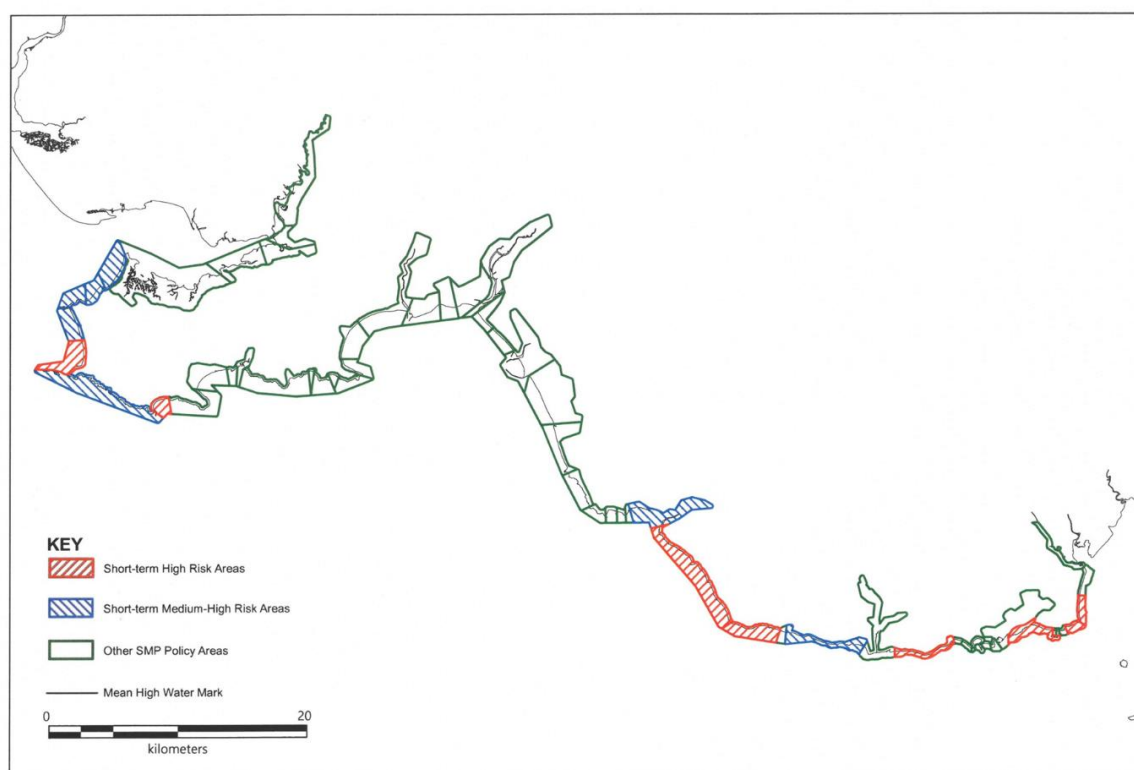 KEY
Short-term High Risk Areas
Short-term Medium-High Risk Areas
Other SMP Policy Areas
Mean High Water Mark
0 20
kilometers